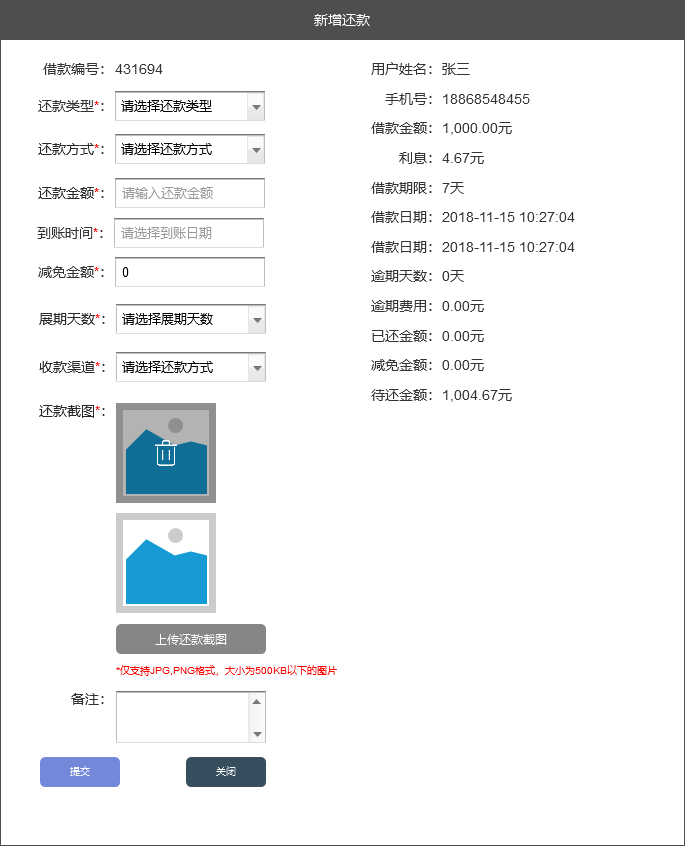 新增还款
借款编号： 431694
还款类型*： 请选择还款类型
还款方式*： 请选择还款方式
还款金额*： 请输入还款金额
到账时间*： 请选择到账日期
减免金额*： 0
展期天数*： 请选择展期天数
收款渠道*： 请选择还款方式
还款截图*：
上传还款截图
*仅支持JPG,PNG格式，大小为500KB以下的图片
备注：
提交
关闭
用户姓名： 张三
手机号： 18868548455
借款金额： 1,000.00元
利息： 4.67元
借款期限： 7天
借款日期： 2018-11-15 10:27:04
借款日期： 2018-11-15 10:27:04
逾期天数： 0天
逾期费用： 0.00元
已还金额： 0.00元
减免金额： 0.00元
待还金额： 1,004.67元